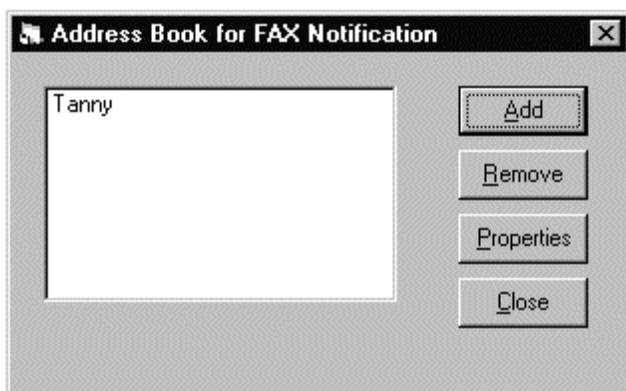 Address Book for FAX Notification
Tanny
Add
Remove
Properties
Close